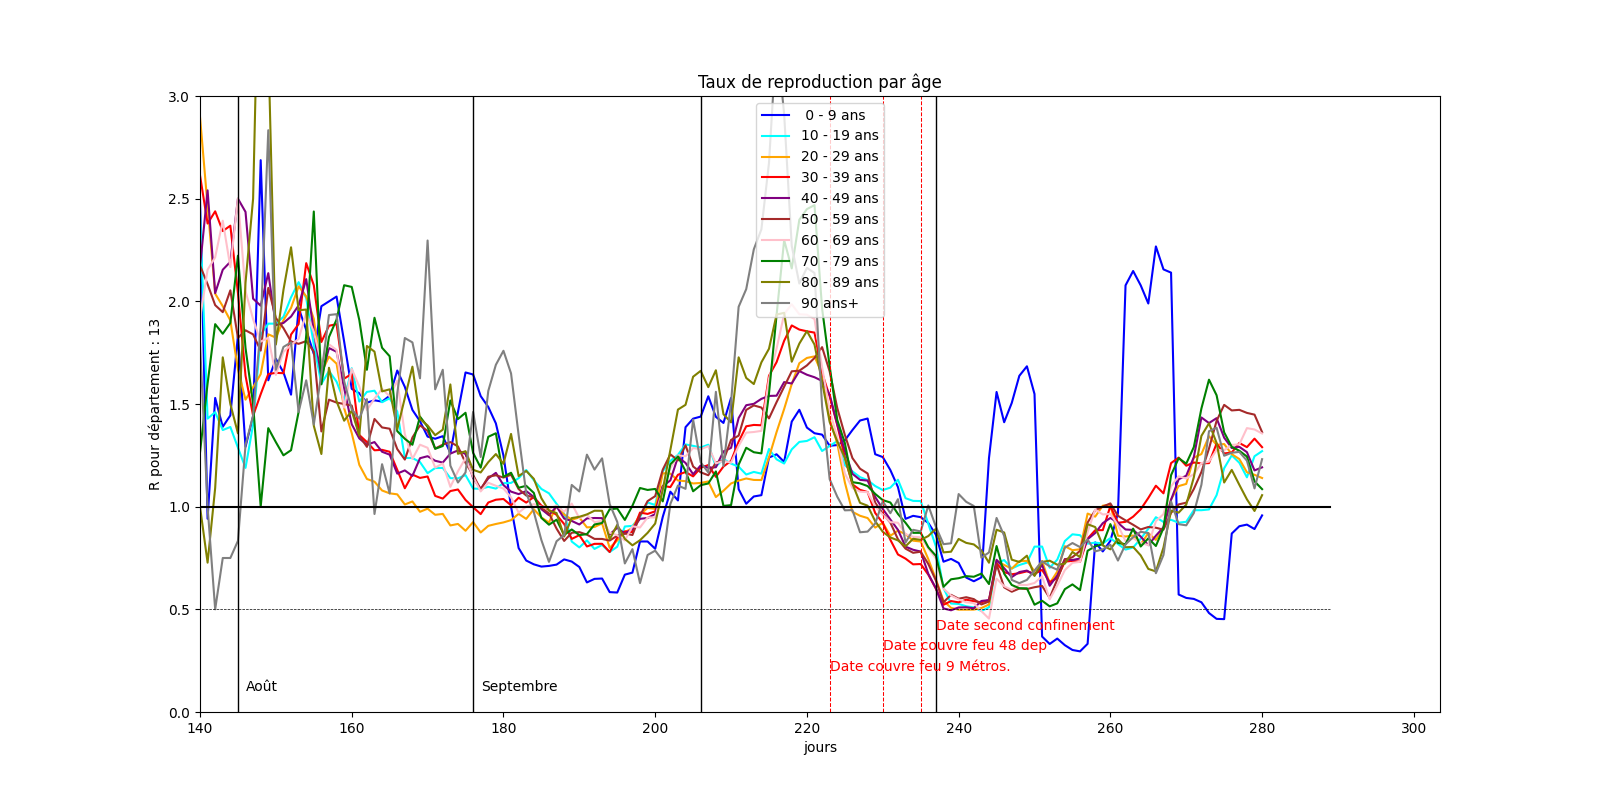 Taux de reproduction par âge
R pour département : 13
3.0
2.5
2.0
1.5
1.0
0.5
0.0
0 - 9 ans
10 - 19 ans
20 - 29 ans
30 - 39 ans
40 - 49 ans
50 - 59 ans
60 - 69 ans
70 - 79 ans
80 - 89 ans
90 ans+
Date second confinement
Date couvre feu 48 dep
Date couvre feu 9 Métros.
Août
Septembre
140 160 180 200 220 240 260 280 300
jours